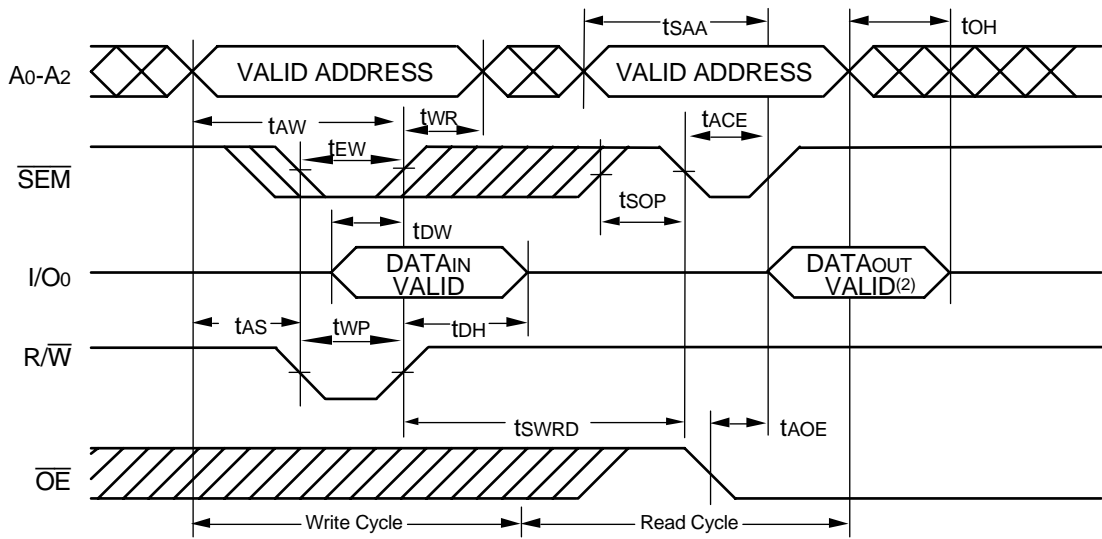 tSAA
tOH
A0-A2
VALID ADDRESS
VALID ADDRESS
tAW
tWR
tACE
tEW
SEM
tSOP
tDW
I/O0
DATAIN
VALID
DATAOUT
VALID(2)
tAS
tWP
tDH
R/W
tSWRD
tAOE
OE
Write Cycle
Read Cycle